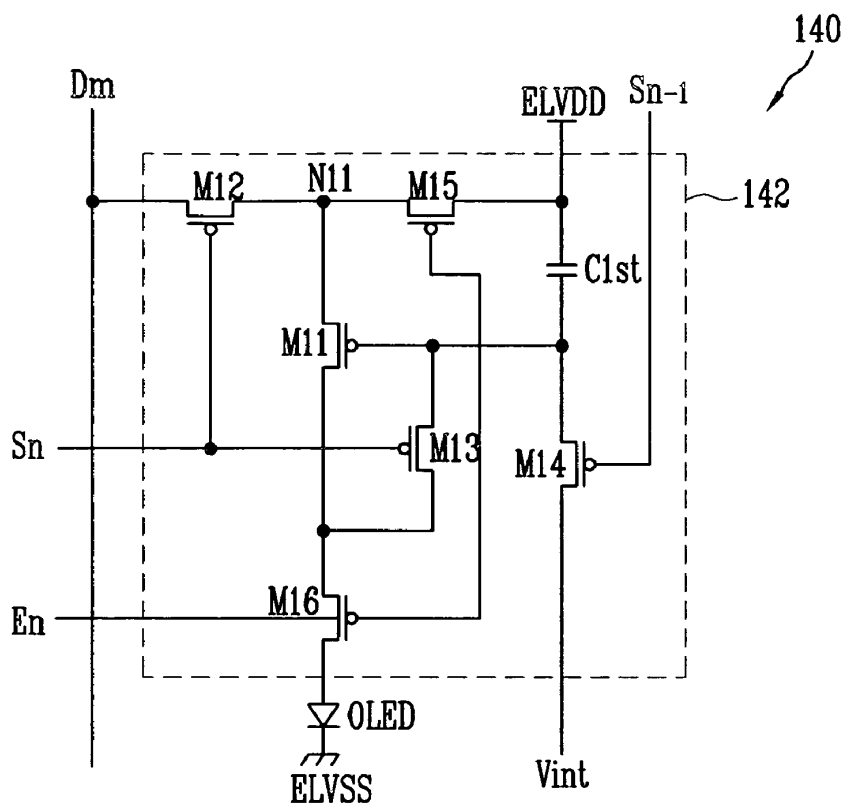 140
Dm
ELVDD
Sn-1
M12
N11
M15
142
C1st
M11
Sn
M13
M14
M16
En
OLED
ELVSS
Vint